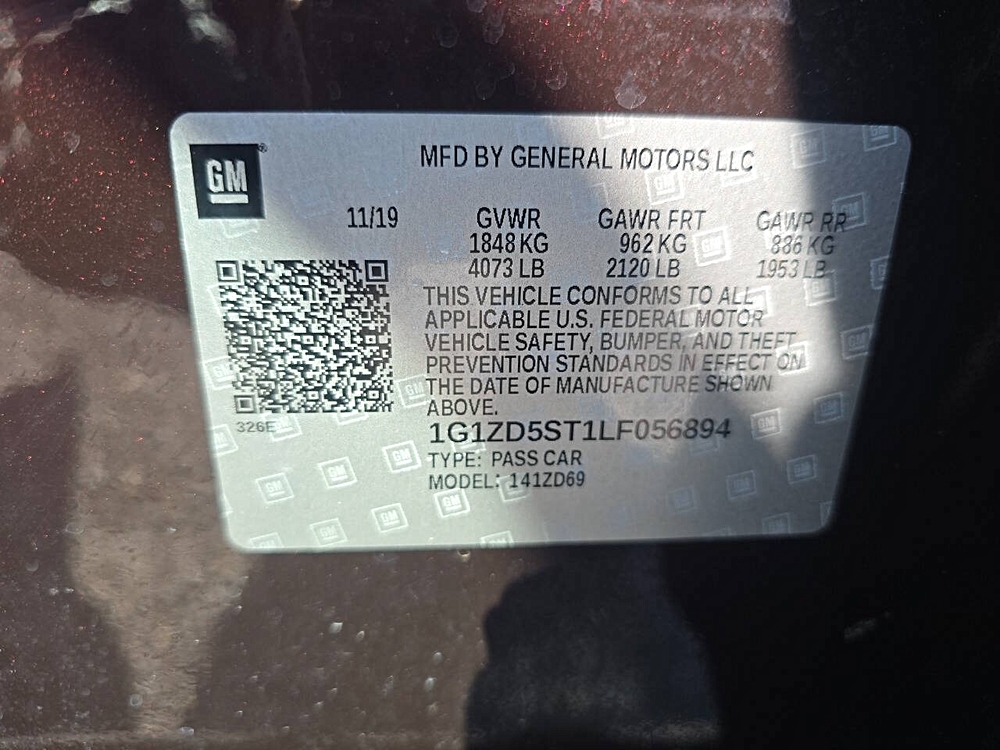 GM
MFD BY GENERAL MOTORS LLC
11/19 GVWR GAWR FRT GAWR RR
1848 KG 962 KG 886 KG
4073 LB 2120 LB 1953 LB
THIS VEHICLE CONFORMS TO ALL
APPLICABLE U.S. FEDERAL MOTOR
VEHICLE SAFETY, BUMPER, AND THEFT
PREVENTION STANDARDS IN EFFECT ON
THE DATE OF MANUFACTURE SHOWN
ABOVE.
326E
1G1ZD5ST1LF056894
TYPE: PASS CAR
MODEL: 141ZD69